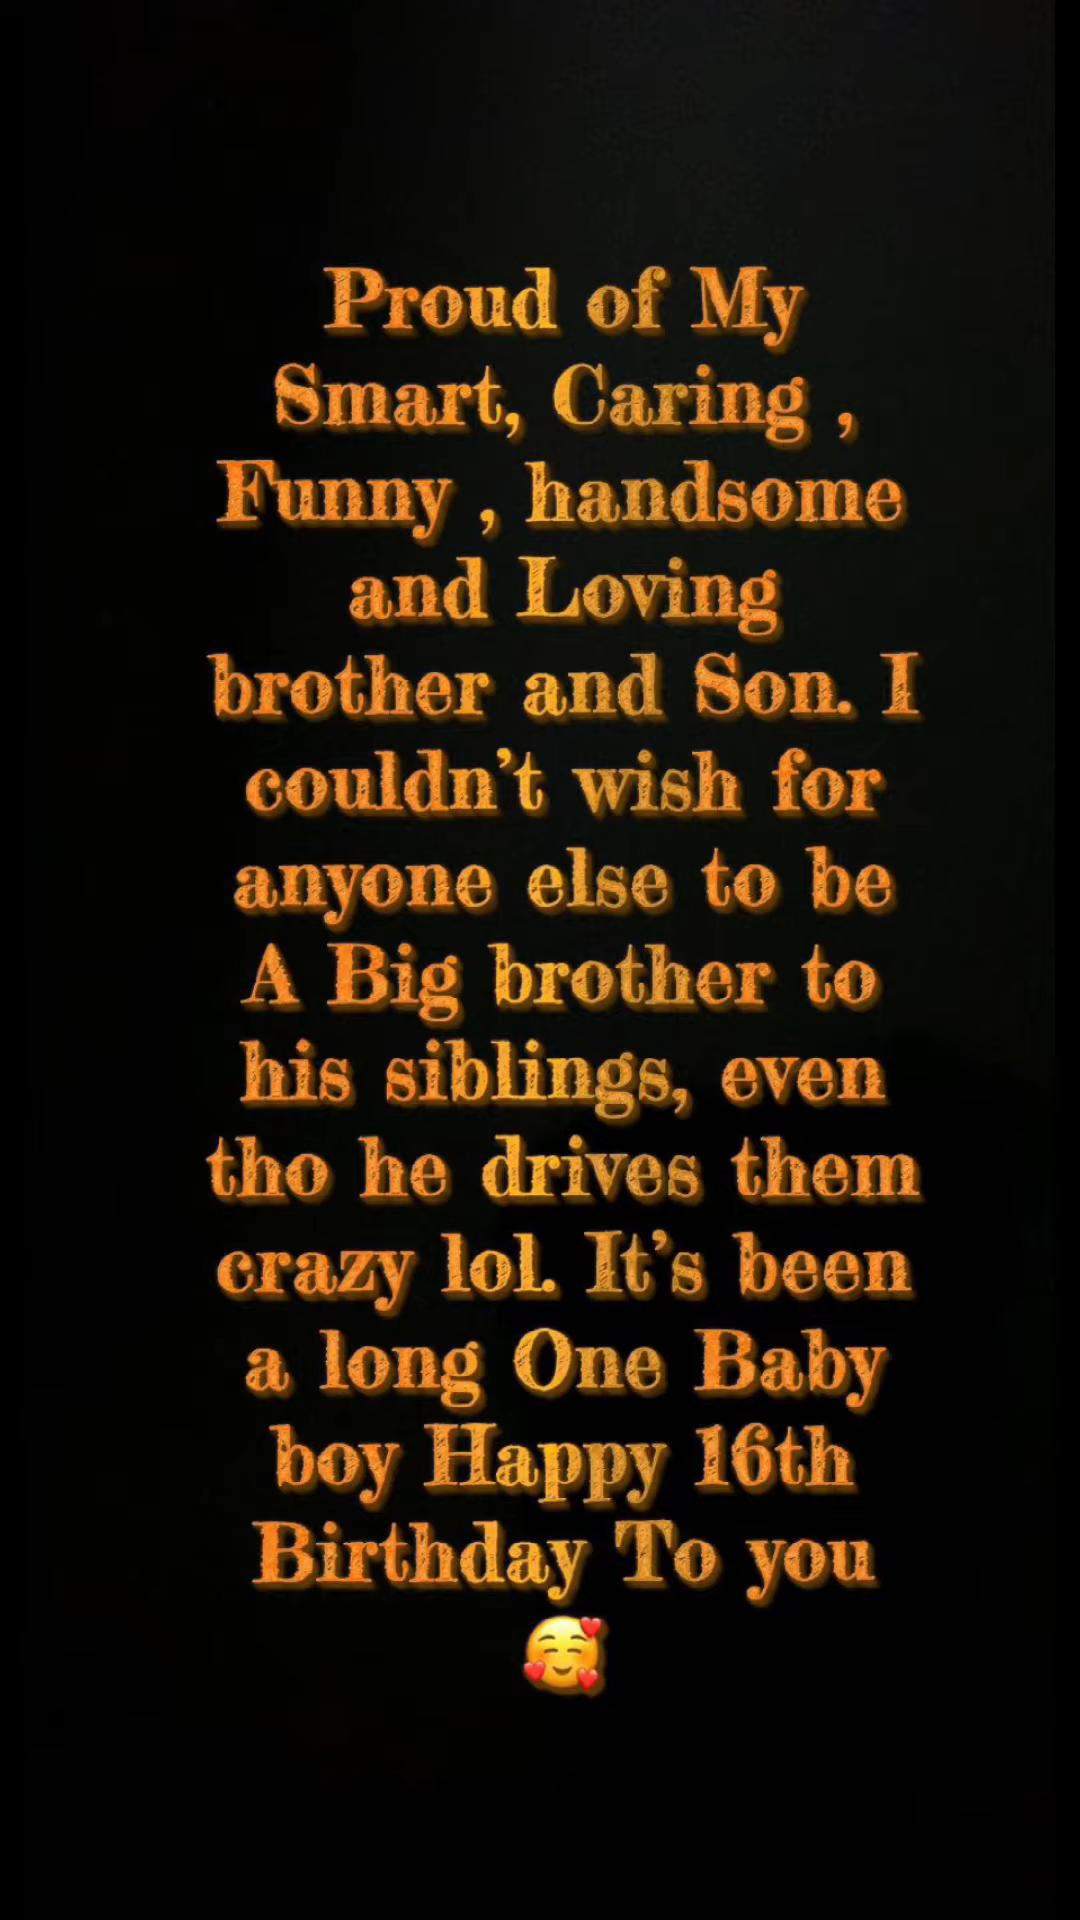 Proud of My
Smart, Caring ,
Funny , handsome
and Loving
brother and Son. I
couldn’t wish for
anyone else to be
A Big brother to
his siblings, even
tho he drives them
crazy lol. It’s been
a long One Baby
boy Happy 16th
Birthday To you
🥰